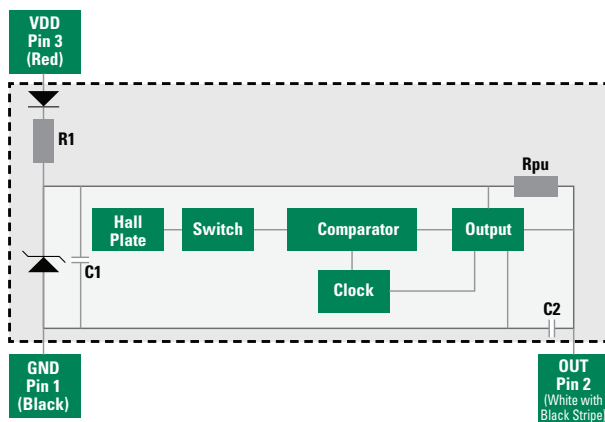 VDD
Pin 3
(Red)
R1
Rpu
Hall
Plate
Switch
Comparator
Output
C1
Clock
C2
GND
Pin 1
(Black)
OUT
Pin 2
(White with
Black Stripe)